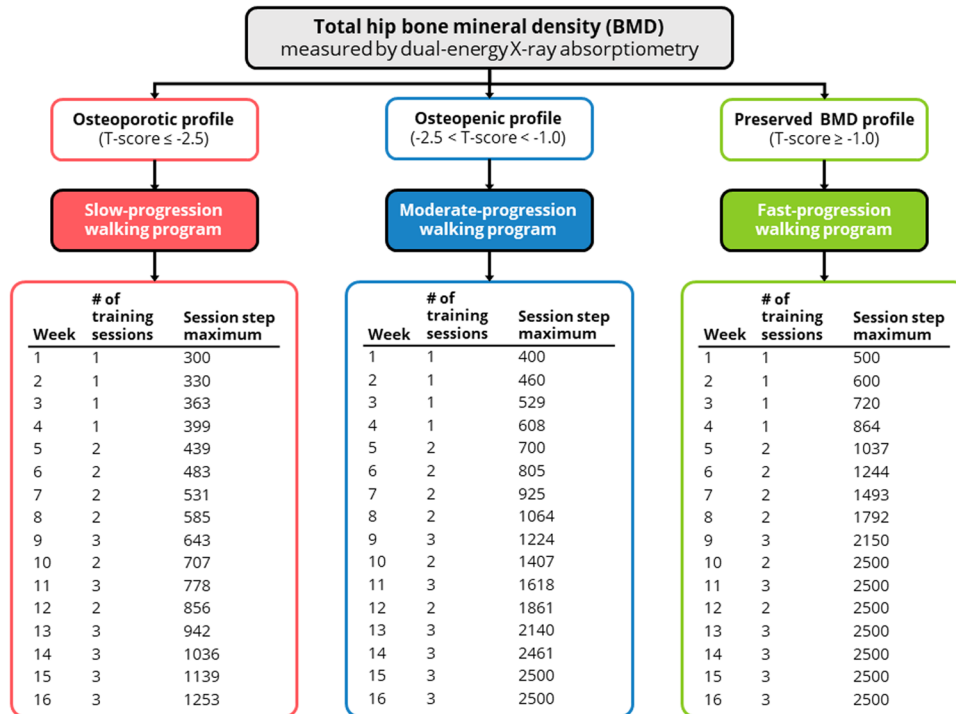 Total hip bone mineral density (BMD)
measured by dual-energy X-ray absorptiometry
Osteoporotic profile
(T-score ≤ -2.5)
Slow-progression
walking program
Week # of training sessions Session step maximum
1 1 300
2 1 330
3 1 363
4 1 399
5 2 439
6 2 483
7 2 531
8 2 585
9 3 643
10 2 707
11 3 778
12 2 856
13 3 942
14 3 1036
15 3 1139
16 3 1253
Osteopenic profile
(-2.5 < T-score < -1.0)
Moderate-progression
walking program
Week # of training sessions Session step maximum
1 1 400
2 1 460
3 1 529
4 1 608
5 2 700
6 2 805
7 2 925
8 2 1064
9 3 1224
10 2 1407
11 3 1618
12 2 1861
13 3 2140
14 3 2461
15 3 2500
16 3 2500
Preserved BMD profile
(T-score ≥ -1.0)
Fast-progression
walking program
Week # of training sessions Session step maximum
1 1 500
2 1 600
3 1 720
4 1 864
5 2 1037
6 2 1244
7 2 1493
8 2 1792
9 3 2150
10 2 2500
11 3 2500
12 2 2500
13 3 2500
14 3 2500
15 3 2500
16 3 2500